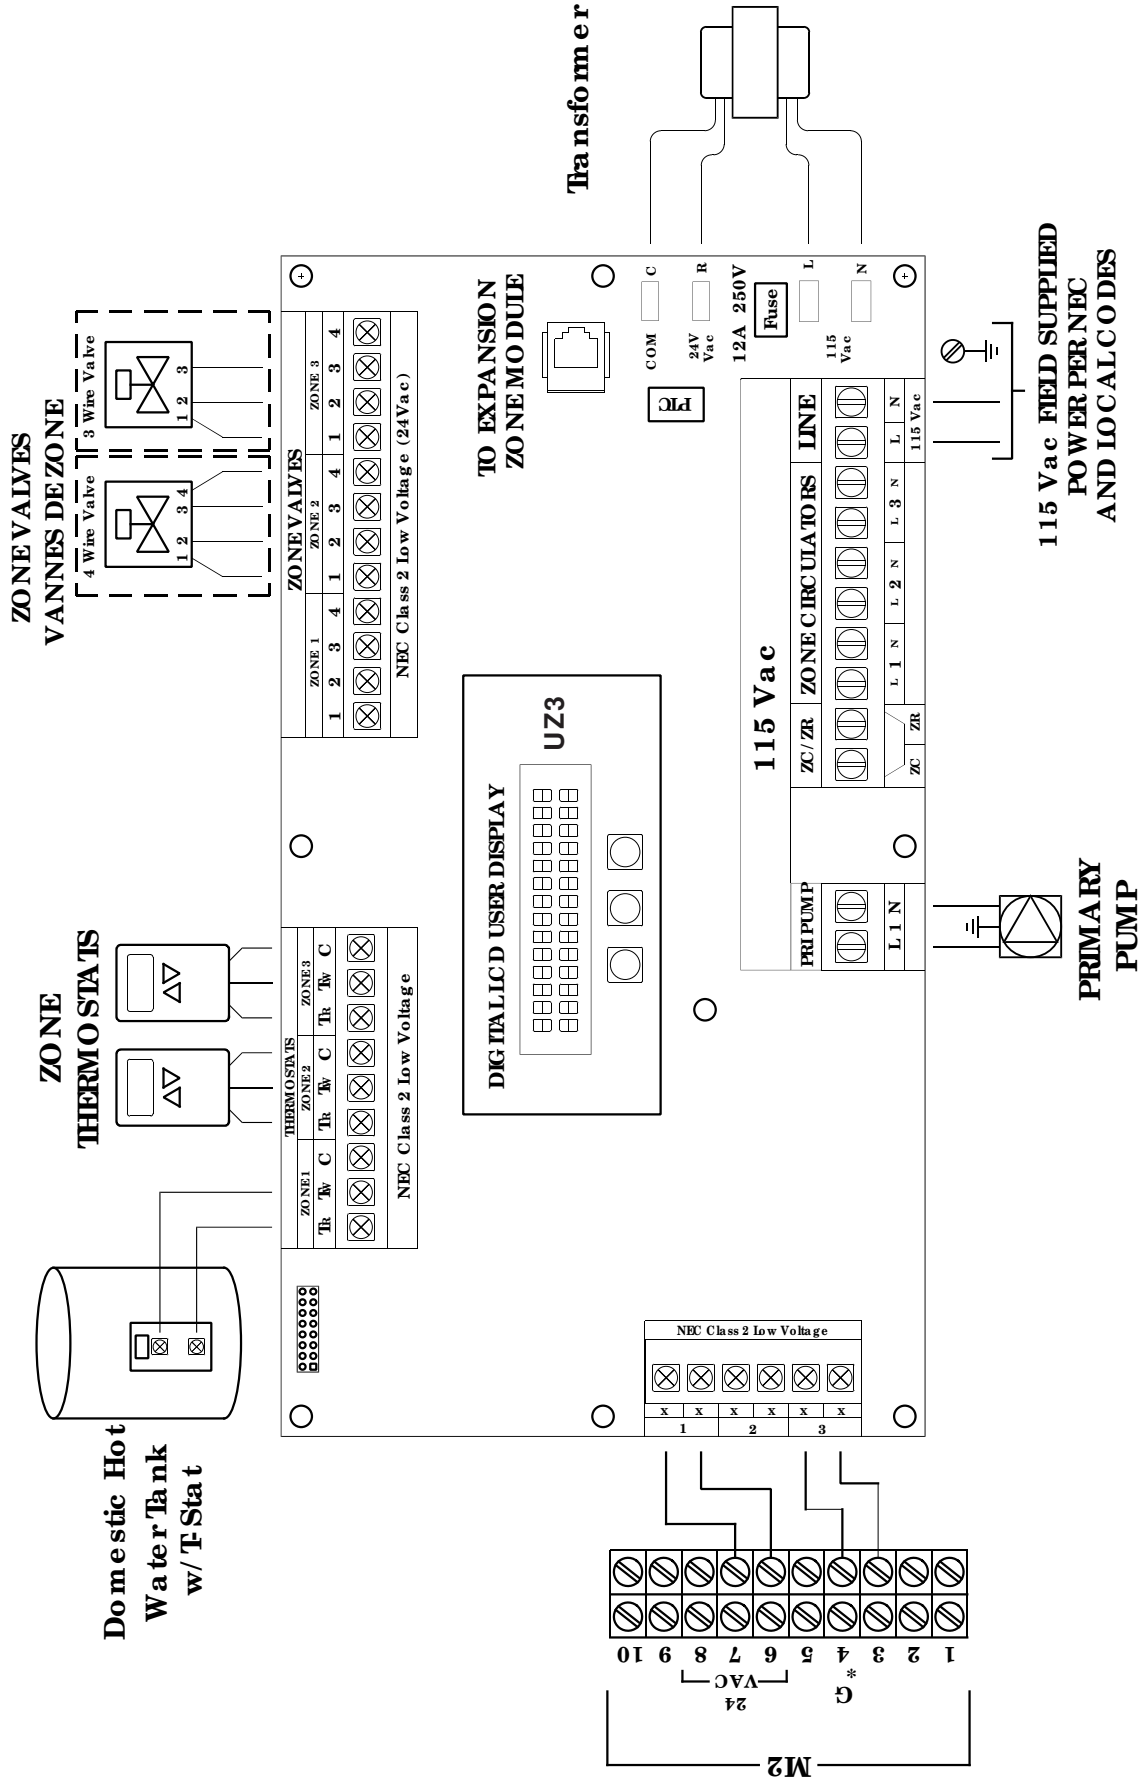 ZONE VALVES
VANNES DE ZONE
4 Wire Valve
1 2 3 4
3 Wire Valve
1 2 3
ZONE
THERMOSTATS
Domestic Hot
Water Tank
w/T-Stat
THERMOSTATS
ZONE 1
ZONE 2
ZONE 3
TR TW C TR TW C TR TW C
NEC Class 2 Low Voltage
ZONE VALVES
ZONE 1
ZONE 2
ZONE 3
1 2 3 4 1 2 3 4 1 2 3 4
NEC Class 2 Low Voltage (24Vac)
TO EXPANSION
ZONE MODULE
DIGITAL LCD USER DISPLAY
UZ3
Transformer
COM
C
PTC
24V
Vac
R
12A 250V
Fuse
115
Vac
L
N
115 Vac
PRI PUMP
L 1 N
ZC/ZR
ZC
ZR
ZONE CIRCULATORS
L 1 N L 2 N L 3 N
LINE
L N
115 Vac
NEC Class 2 Low Voltage
x x x x x x
1 2 3
PRIMARY
PUMP
115 Vac FIELD SUPPLIED
POWER PER NEC
AND LOCAL CODES
10 9 8 7 6 5 4 3 2 1
24
VAC
G*
M2